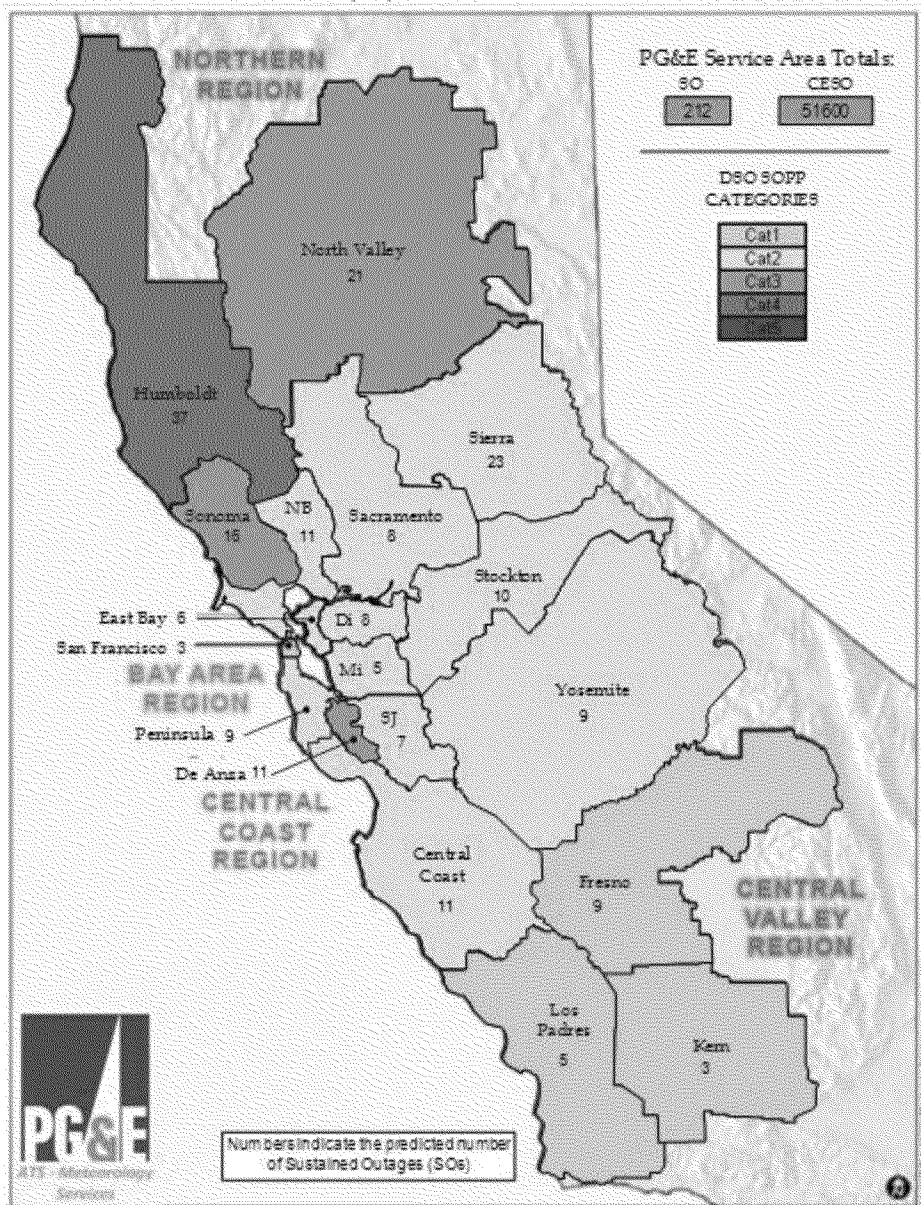 NORTHERN
REGION
PG&E Service Area Totals:
SO CESO
212 51600
DSO SOPP
CATEGORIES
Cat1
Cat2
Cat3
Cat4
Cat5
North Valley
21
Humboldt
37
Sierra
23
Sonoma
16
NB
11
Sacramento
8
Stockton
10
East Bay 6
Di 8
San Francisco 3
Mi 5
BAY AREA
REGION
Yosemite
9
SJ
7
Peninsula 9
De Anza 11
CENTRAL
COAST
REGION
Central
Coast
11
Fresno
9
CENTRAL
VALLEY
REGION
Los
Padres
5
Kern
3
PG&E
ATS - Meteorology
Services
Numbers indicate the predicted number
of Sustained Outages (SOs)